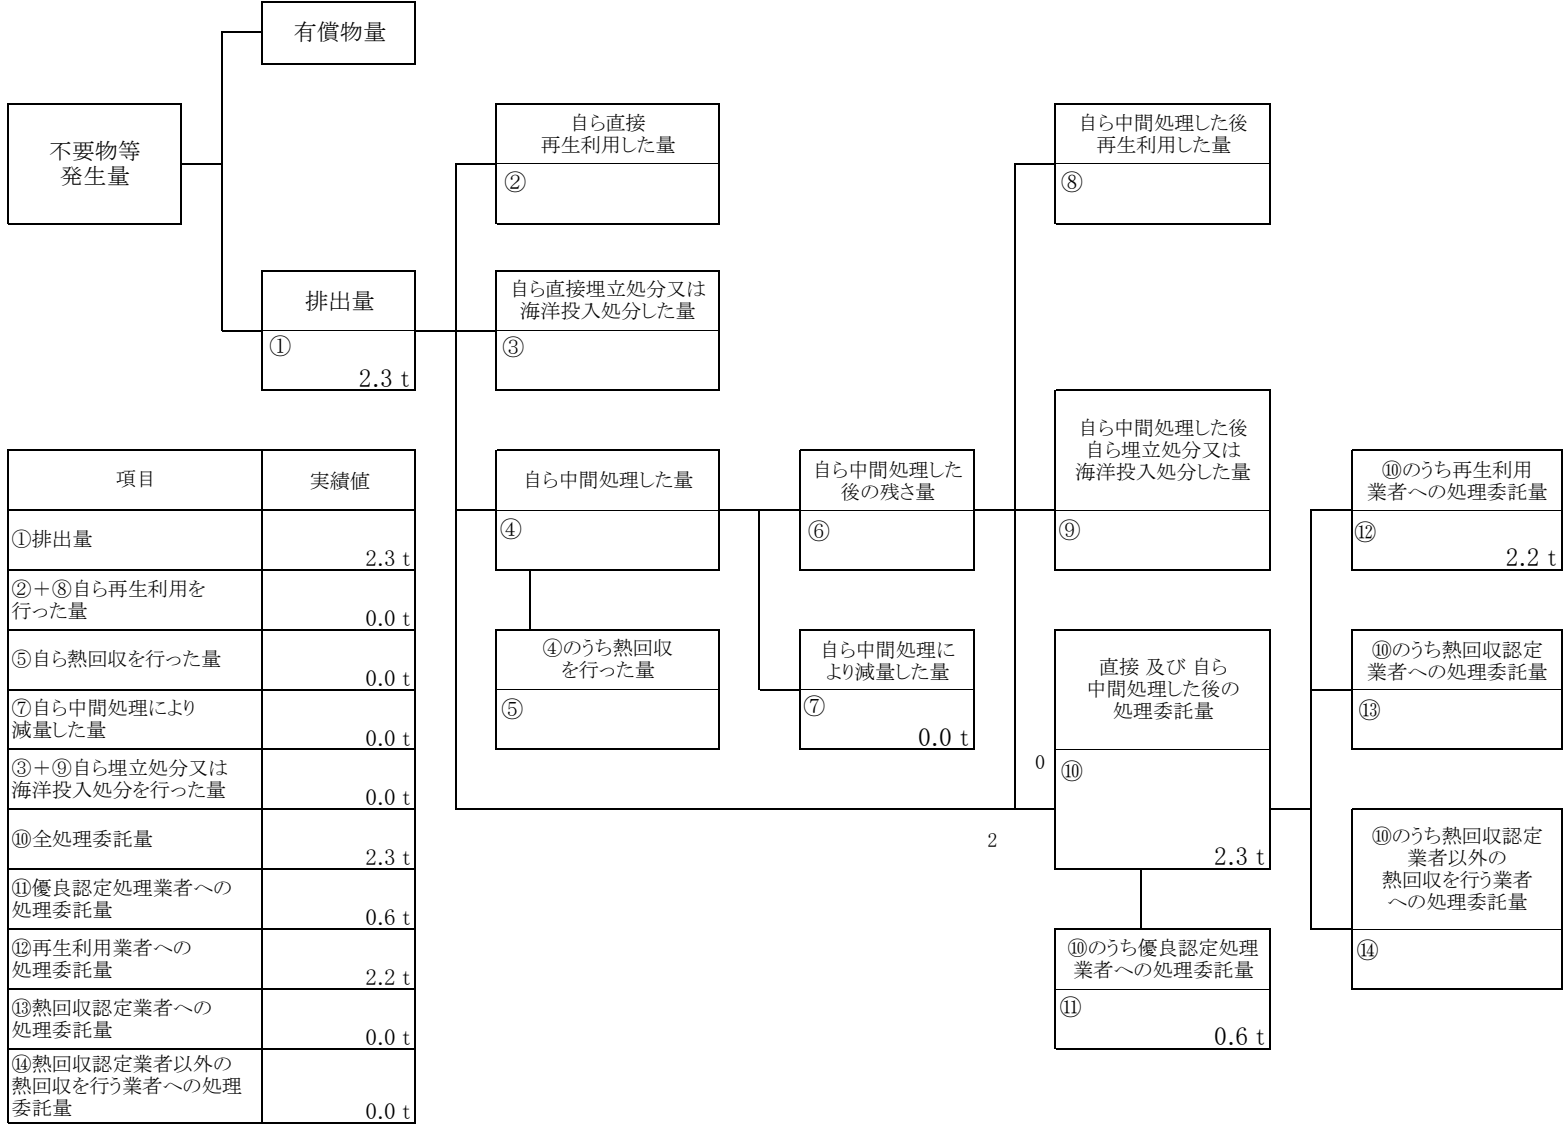 有償物量
不要物等
発生量
自ら直接
再生利用した量
②
自ら中間処理した後
再生利用した量
⑧
排出量
①
2.3 t
自ら直接埋立処分又は
海洋投入処分した量
③
自ら中間処理した量
④
自ら中間処理した
後の残さ量
⑥
自ら中間処理した後
自ら埋立処分又は
海洋投入処分した量
⑨
⑩のうち再生利用
業者への処理委託量
⑫
2.2 t
④のうち熱回収
を行った量
⑤
自ら中間処理に
より減量した量
⑦
0.0 t
直接 及び 自ら
中間処理した後の
処理委託量
⑩
2.3 t
0
2
⑩のうち熱回収認定
業者への処理委託量
⑬
⑩のうち熱回収認定
業者以外の
熱回収を行う業者
への処理委託量
⑭
⑩のうち優良認定処理
業者への処理委託量
⑪
0.6 t
項目 実績値
①排出量
2.3 t
②+⑧自ら再生利用を
行った量
0.0 t
⑤自ら熱回収を行った量
0.0 t
⑦自ら中間処理により
減量した量
0.0 t
③+⑨自ら埋立処分又は
海洋投入処分を行った量
0.0 t
⑩全処理委託量
2.3 t
⑪優良認定処理業者への
処理委託量
0.6 t
⑫再生利用業者への
処理委託量
2.2 t
⑬熱回収認定業者への
処理委託量
0.0 t
⑭熱回収認定業者以外の
熱回収を行う業者への処理
委託量
0.0 t